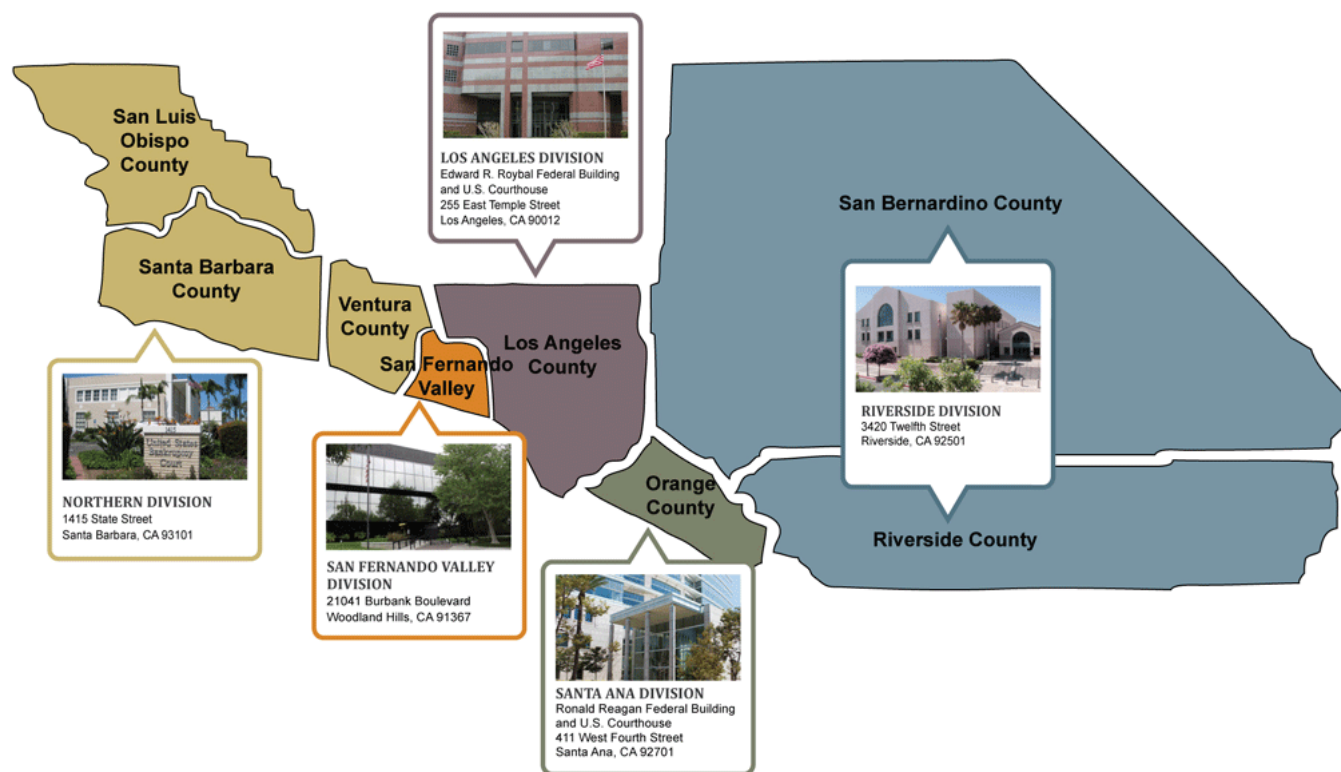 San Luis
Obispo
County
Santa Barbara
County
Ventura
County
San Fernando
Valley
Los Angeles
County
San Bernardino County
Orange
County
Riverside County
LOS ANGELES DIVISION
Edward R. Roybal Federal Building
and U.S. Courthouse
255 East Temple Street
Los Angeles, CA 90012
RIVERSIDE DIVISION
3420 Twelfth Street
Riverside, CA 92501
United States
Bankruptcy
Court
NORTHERN DIVISION
1415 State Street
Santa Barbara, CA 93101
SAN FERNANDO VALLEY
DIVISION
21041 Burbank Boulevard
Woodland Hills, CA 91367
SANTA ANA DIVISION
Ronald Reagan Federal Building
and U.S. Courthouse
411 West Fourth Street
Santa Ana, CA 92701